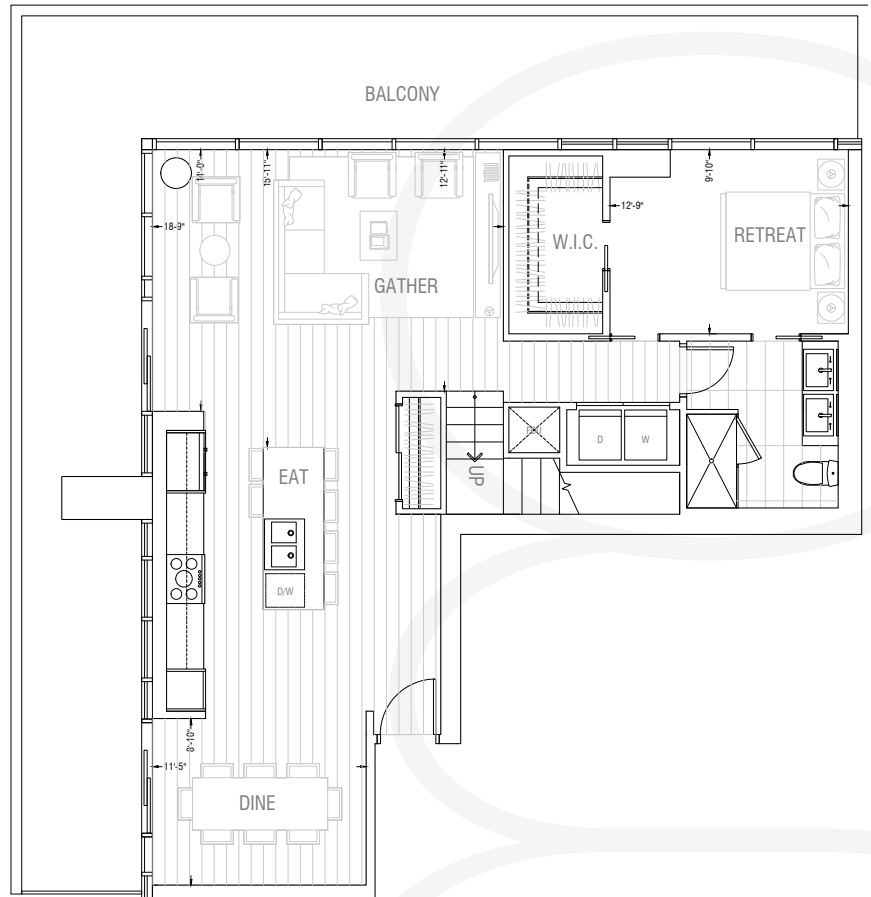 BALCONY
14'-0"
15'-11"
12'-11"
9'-10"
18'-9"
12'-9"
W.I.C.
RETREAT
GATHER
D
W
UP
EAT
D/W
8'-10"
11'-5"
DINE